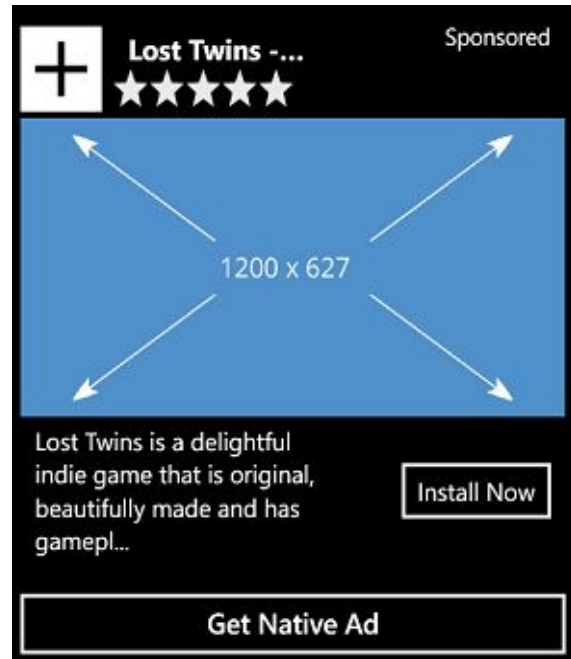 Lost Twins -...
Sponsored
1200 x 627
Lost Twins is a delightful
indie game that is original,
beautifully made and has
gamepl...
Install Now
Get Native Ad